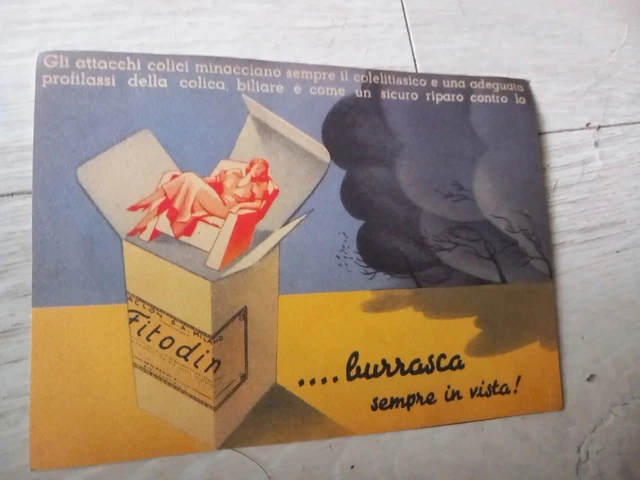 Gli attacchi colici minacciano sempre il colelitiasico e una adeguata
profilassi della colica biliare è come un sicuro riparo contro la
....burrasca
sempre in vista!
S.A. MILANO
Fitodin